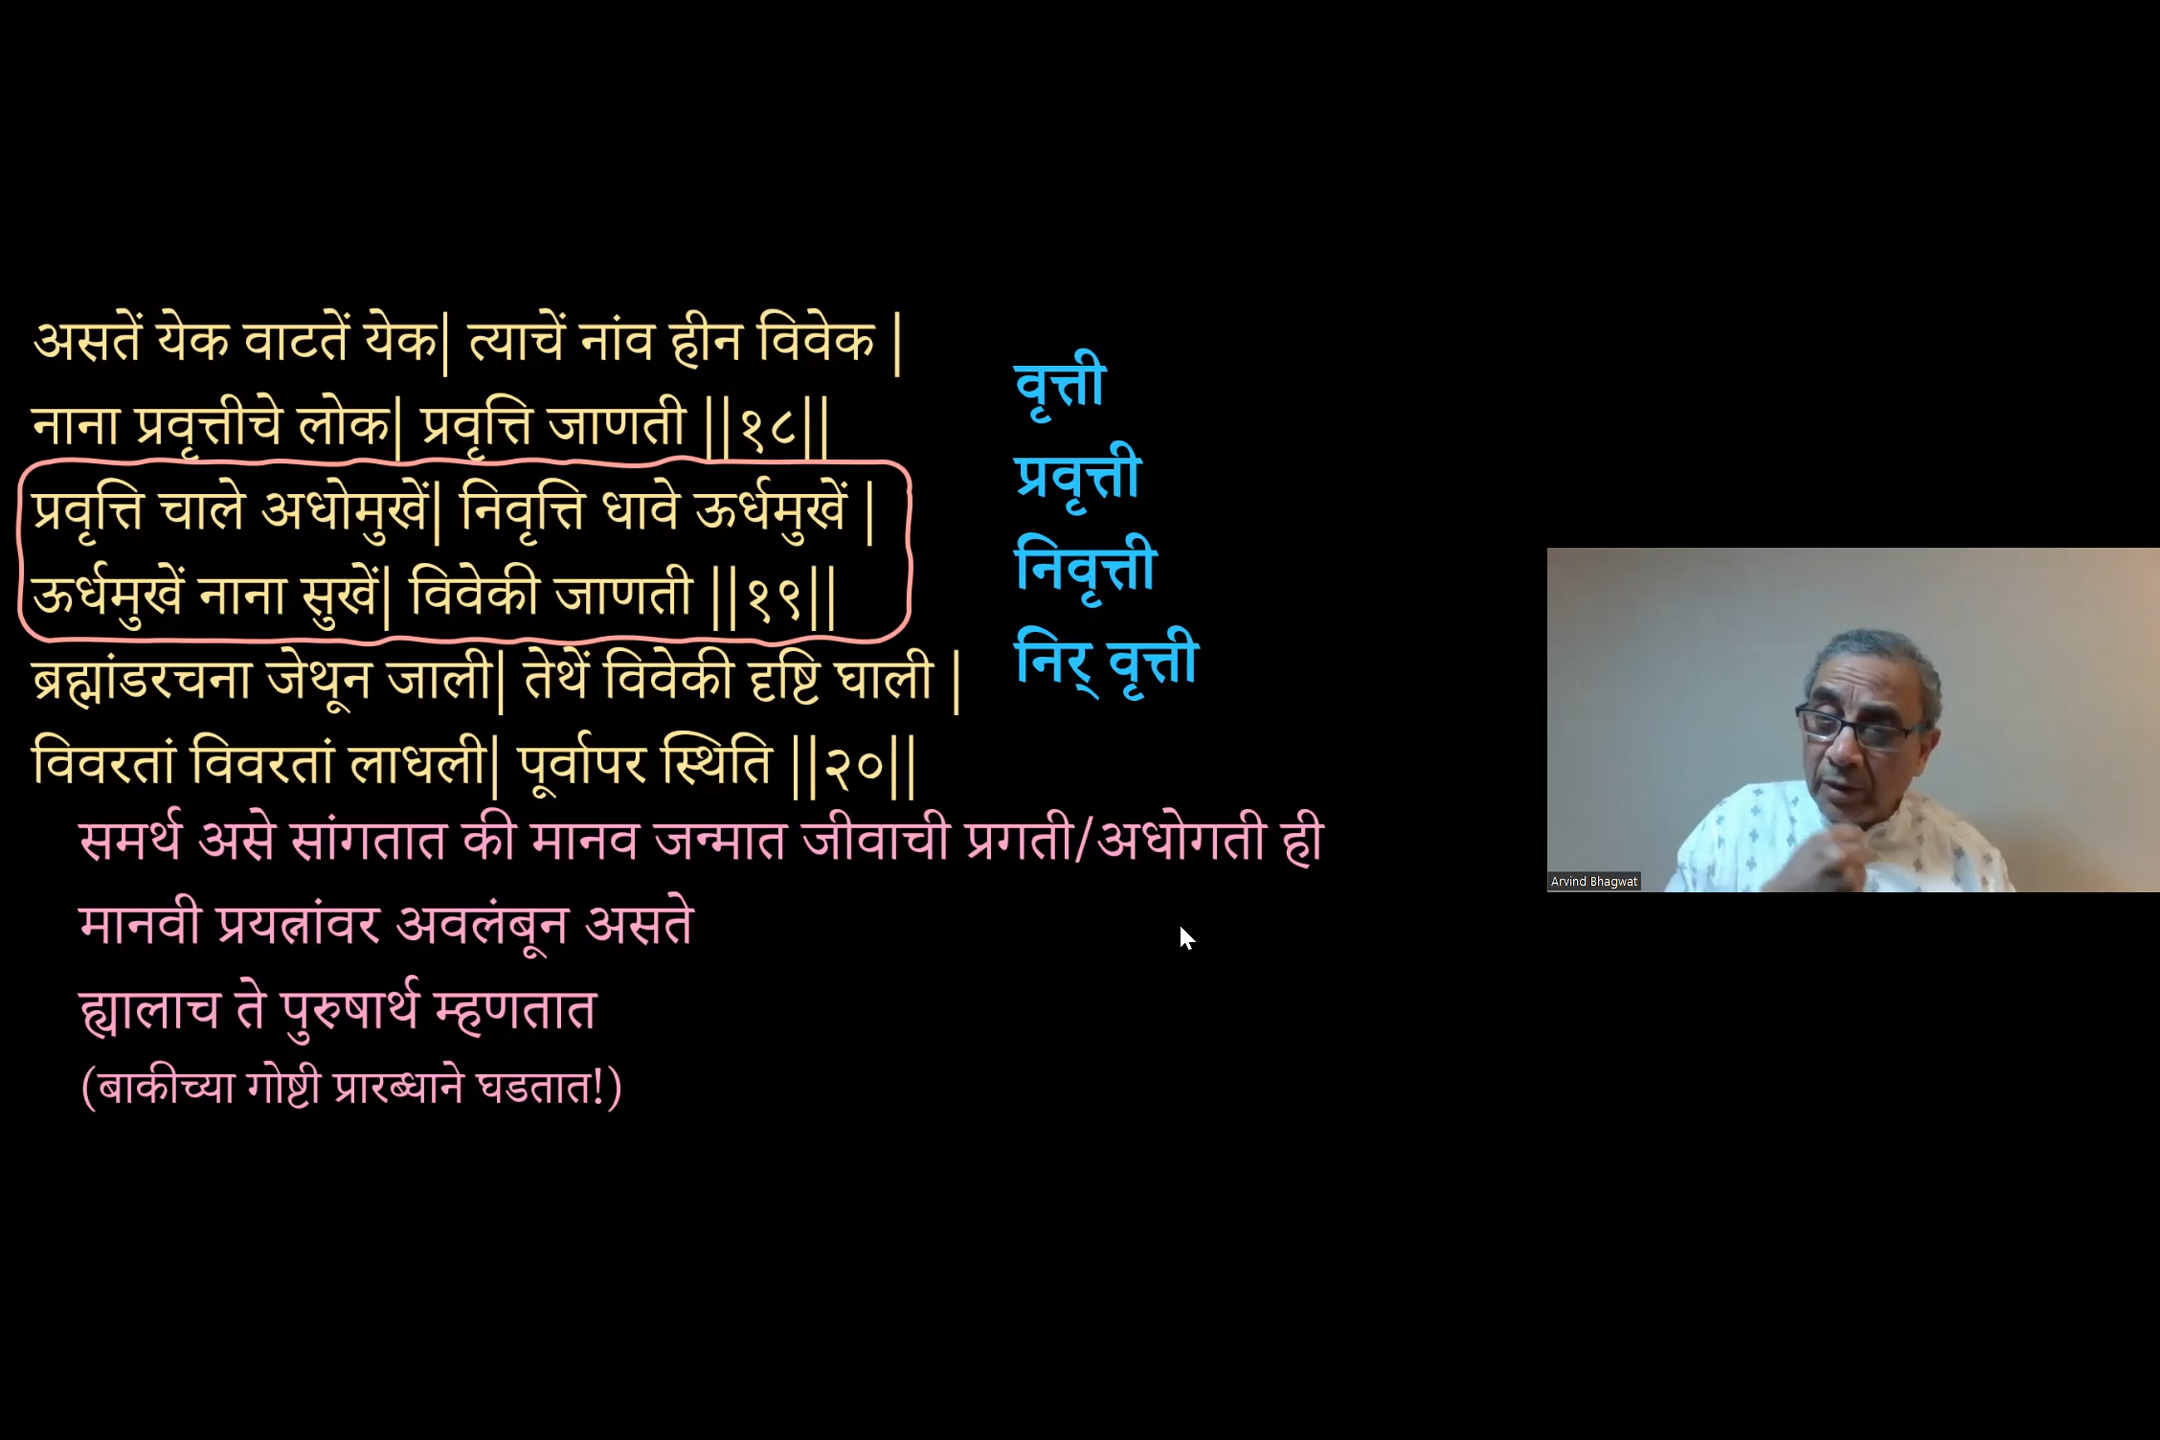 असतें येक वाटतें येक| त्याचें नांव हीन विवेक |
नाना प्रवृत्तीचे लोक| प्रवृत्ति जाणती ||१८||
प्रवृत्ति चाले अधोमुखें| निवृत्ति धावे ऊर्धमुखें |
ऊर्धमुखें नाना सुखें| विवेकी जाणती ||१९||
ब्रह्मांडरचना जेथून जाली| तेथें विवेकी दृष्टि घाली |
विवरतां विवरतां लाधली| पूर्वापर स्थिति ||२०||
समर्थ असे सांगतात की मानव जन्मात जीवाची प्रगती/अधोगती ही
मानवी प्रयत्नांवर अवलंबून असते
ह्यालाच ते पुरुषार्थ म्हणतात
(बाकीच्या गोष्टी प्रारब्धाने घडतात!)
वृत्ती
प्रवृत्ती
निवृत्ती
निर् वृत्ती
Arvind Bhagwat